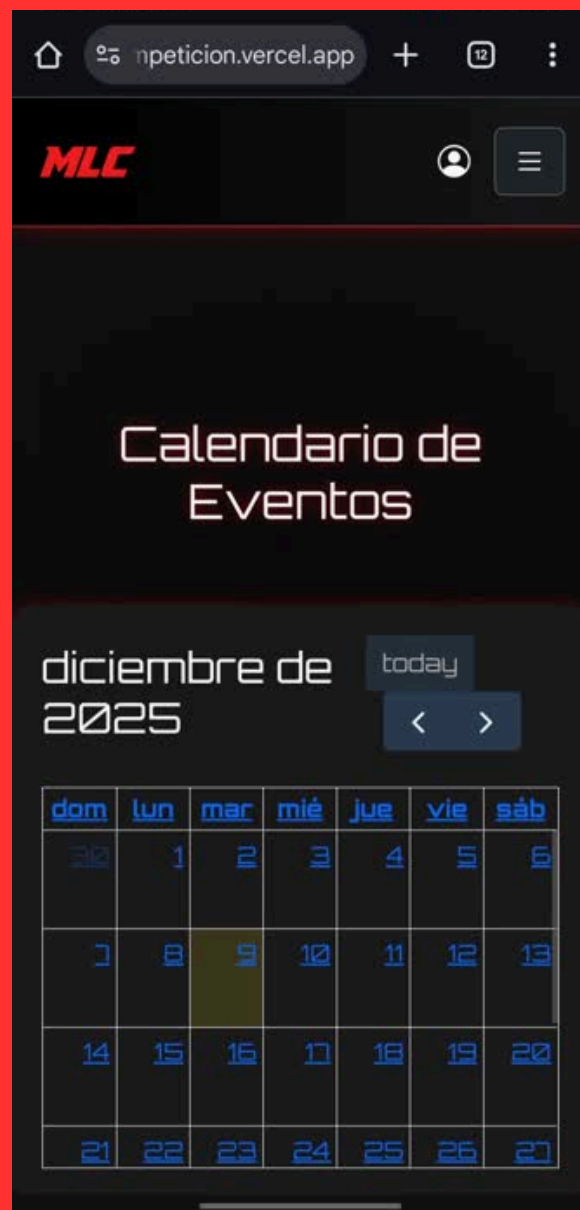 mpeticion.vercel.app
12
MLC
Calendario de
Eventos
diciembre de
2025
today
dom lun mar mié jue vie sáb
30 1 2 3 4 5 6
7 8 9 10 11 12 13
14 15 16 17 18 19 20
21 22 23 24 25 26 27